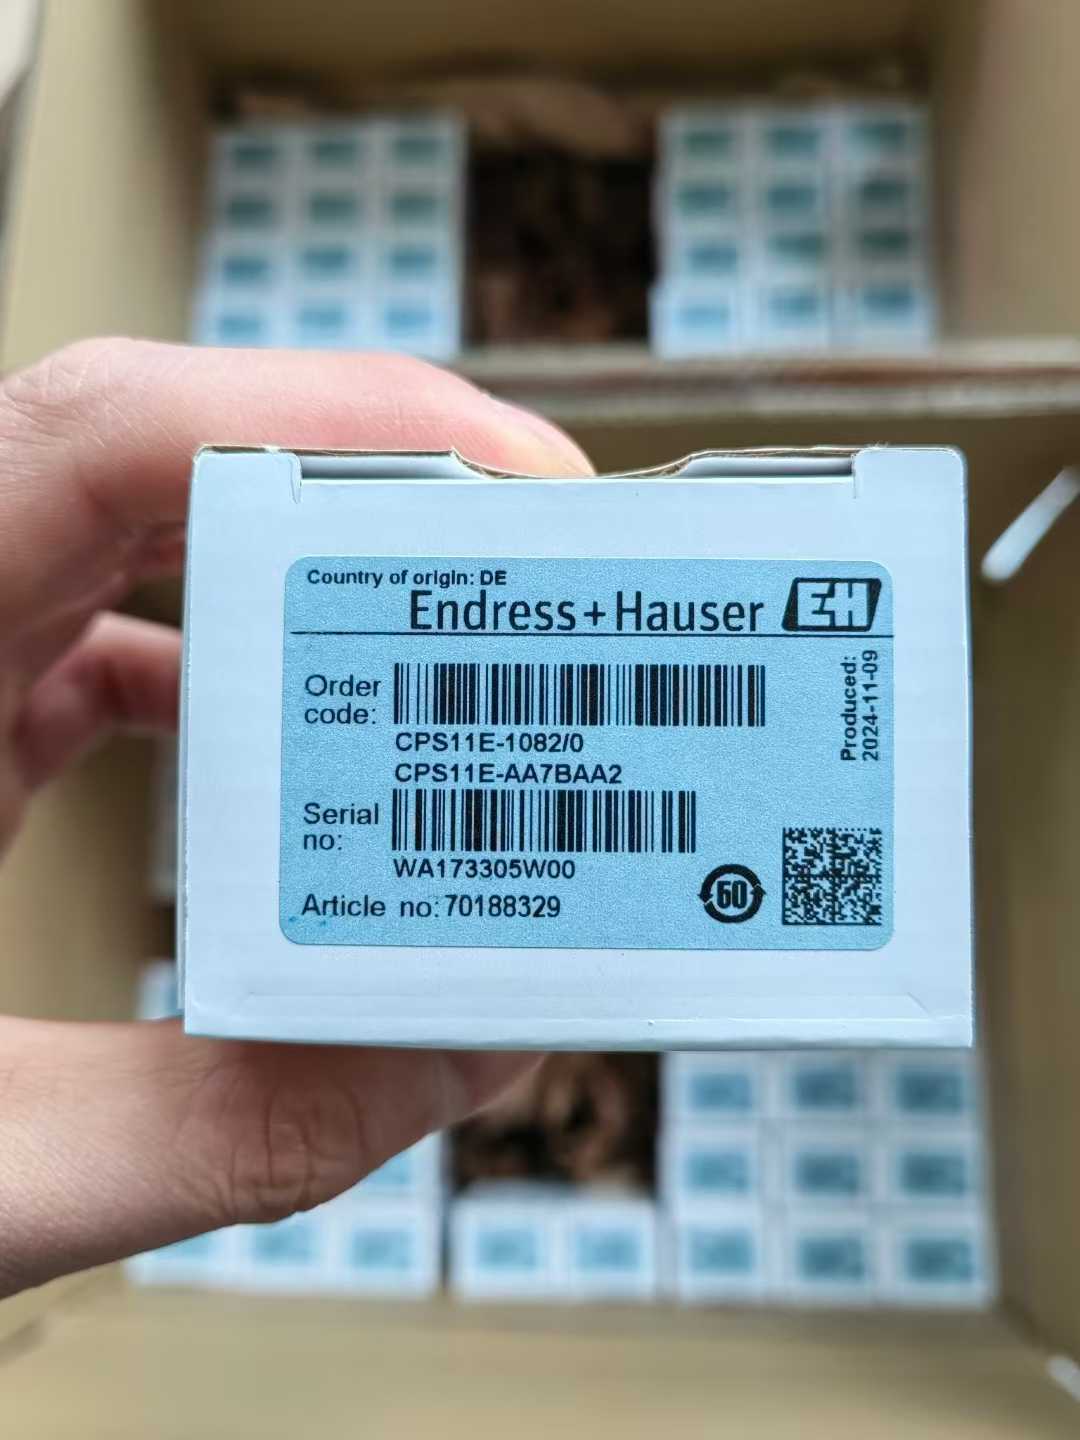 Country of origin: DE
Endress+Hauser EH
Order code:
CPS11E-1082/0
CPS11E-AA7BAA2
Serial no:
WA173305W00
Article no: 70188329
Produced: 2024-11-09
60